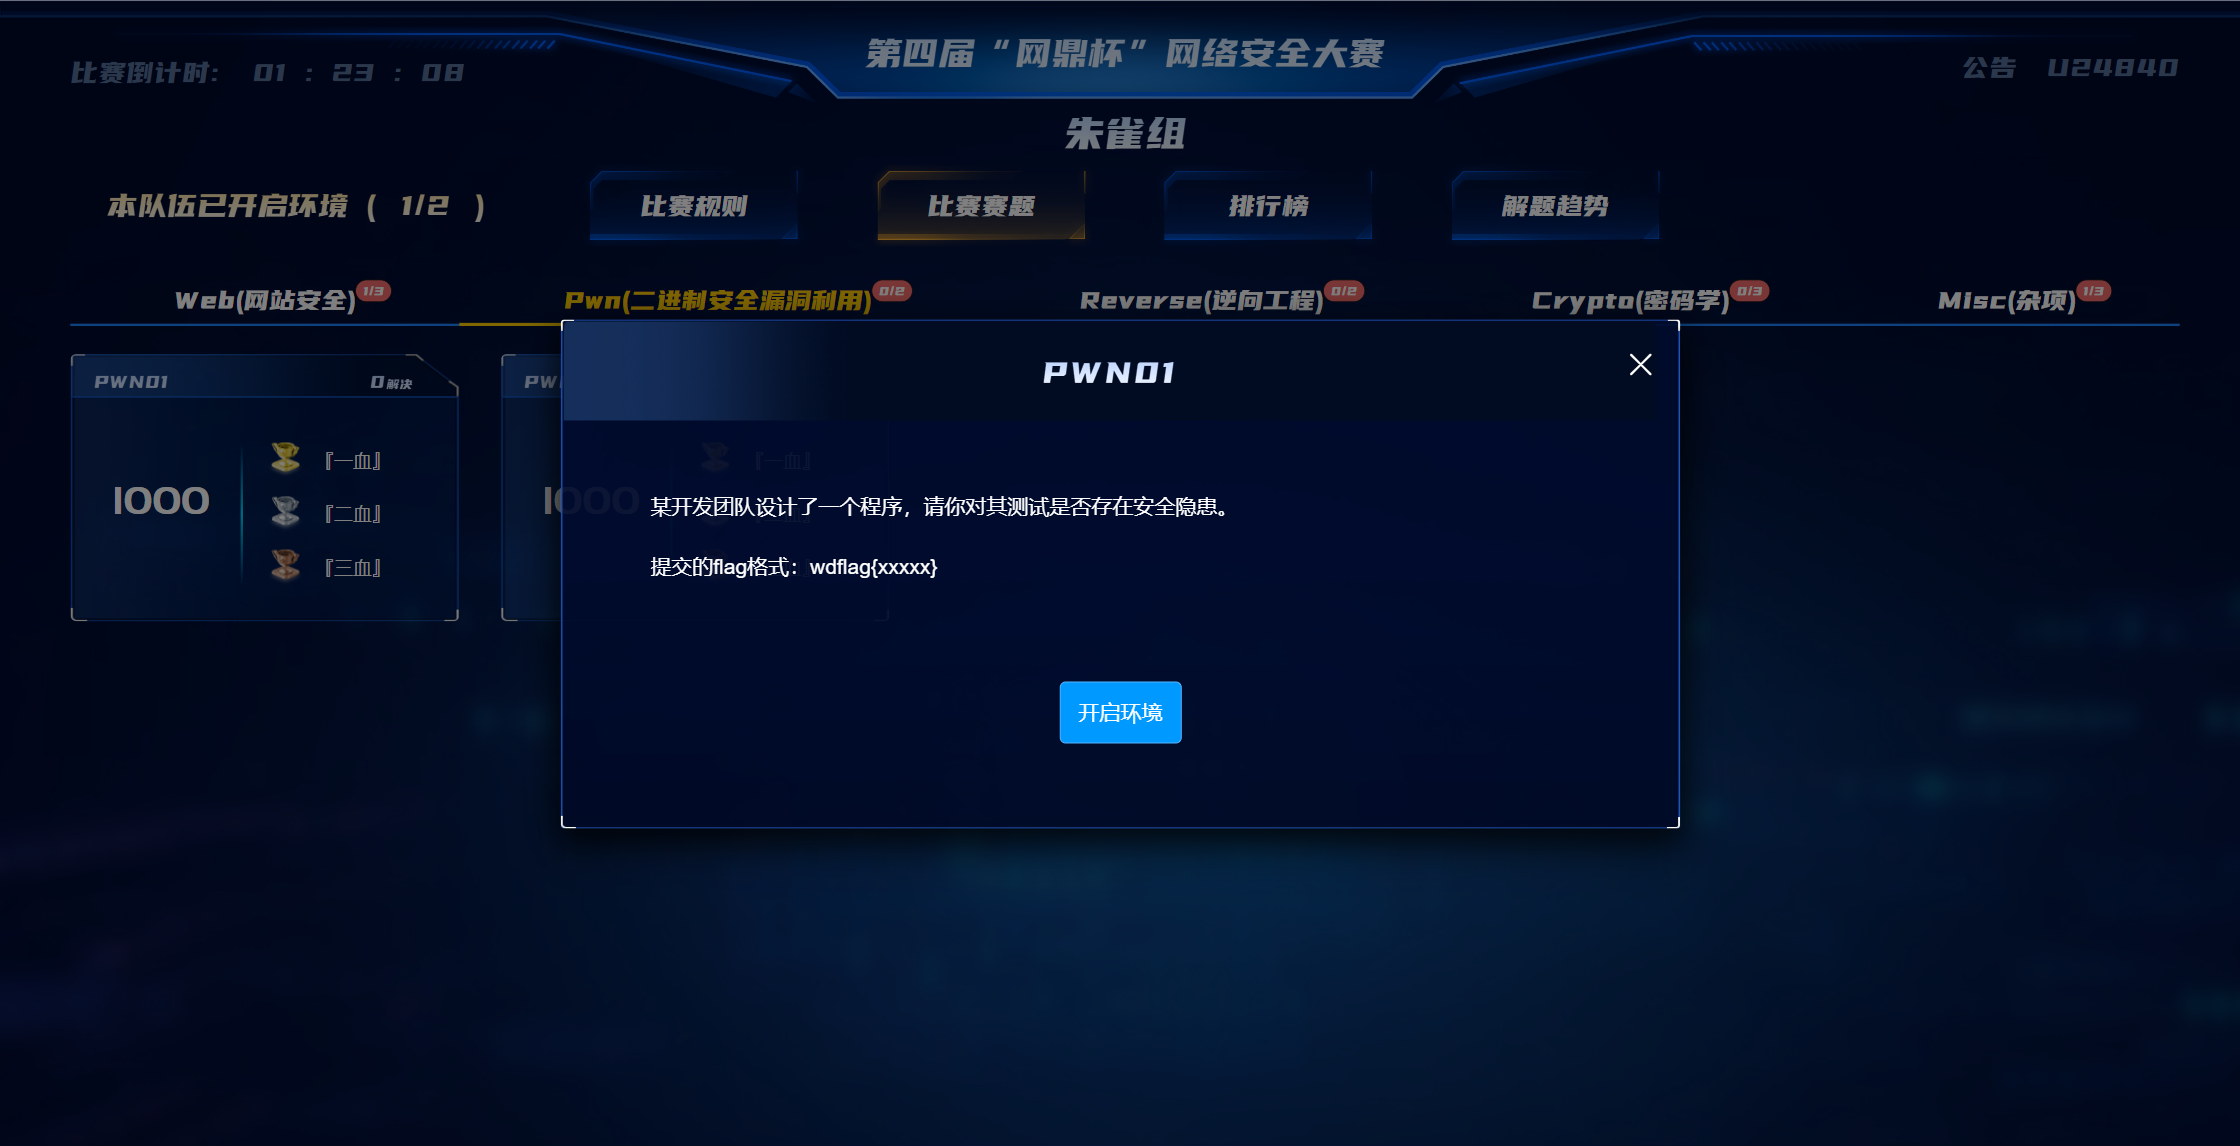 第四届“网鼎杯”网络安全大赛
比赛倒计时: 01 : 23 : 08
公告 U24840
朱雀组
本队伍已开启环境 ( 1/2 )
比赛规则
比赛赛题
排行榜
解题趋势
Web(网站安全) 1/3
Pwn(二进制安全漏洞利用) 0/2
Reverse(逆向工程) 0/2
Crypto(密码学) 0/3
Misc(杂项) 1/3
PWN01 0解决
1000
『一血』
『二血』
『三血』
PW
1000
『一血』
PWN01
某开发团队设计了一个程序，请你对其测试是否存在安全隐患。
提交的flag格式：wdflag{xxxxx}
开启环境